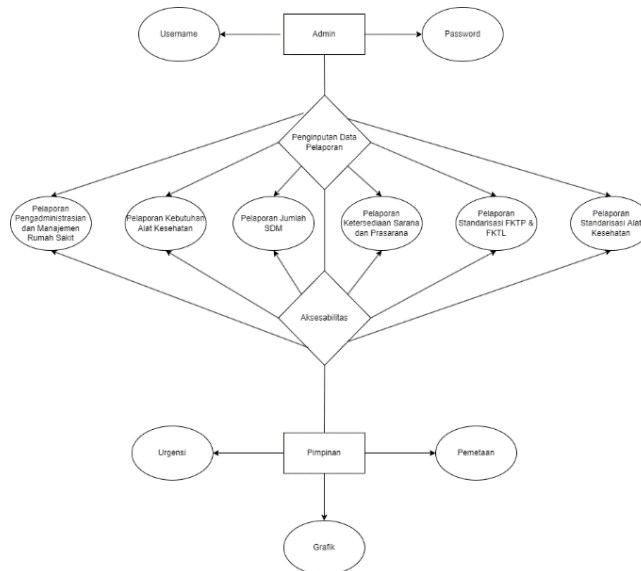 Username
Admin
Password
Penginputan Data
Pelaporan
Pelaporan
Pengadministrasian
dan Manajemen
Rumah Sakit
Pelaporan Kebutuhan
Alat Kesehatan
Pelaporan Jumlah
SDM
Pelaporan
Ketersediaan Sarana
dan Prasarana
Pelaporan
Standarisasi FKTP &
FKTL
Pelaporan
Standarisasi Alat
Kesehatan
Aksesabilitas
Urgensi
Pimpinan
Pemetaan
Grafik